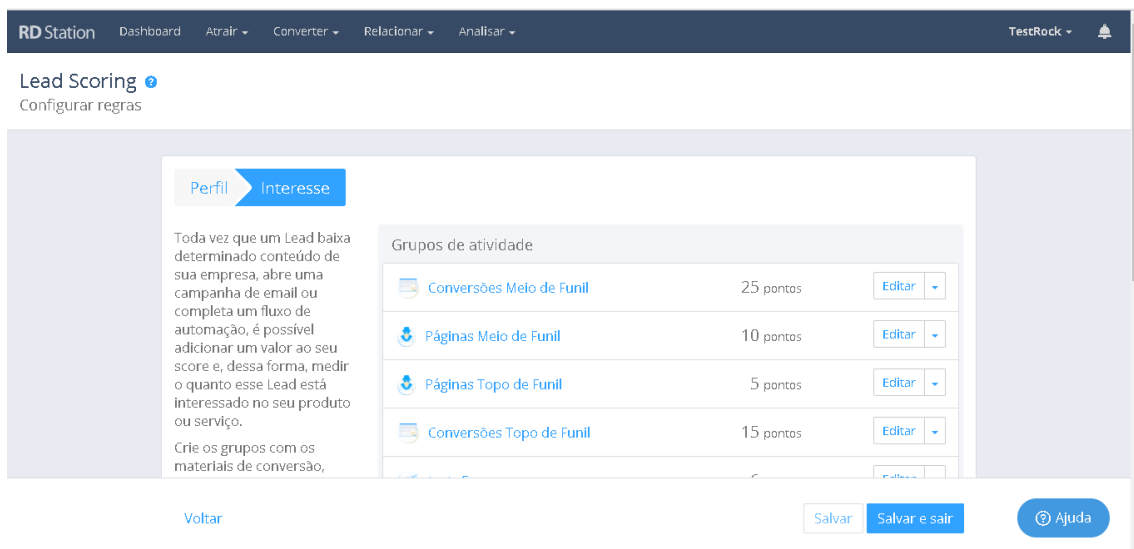 RD Station Dashboard Atrair Converter Relacionar Analisar TestRock
Lead Scoring ?
Configurar regras
Perfil Interesse
Toda vez que um Lead baixa
determinado conteúdo de
sua empresa, abre uma
campanha de email ou
completa um fluxo de
automação, é possível
adicionar um valor ao seu
score e, dessa forma, medir
o quanto esse Lead está
interessado no seu produto
ou serviço.
Crie os grupos com os
materiais de conversão,
Grupos de atividade
Conversões Meio de Funil 25 pontos Editar
Páginas Meio de Funil 10 pontos Editar
Páginas Topo de Funil 5 pontos Editar
Conversões Topo de Funil 15 pontos Editar
Voltar Salvar Salvar e sair ? Ajuda